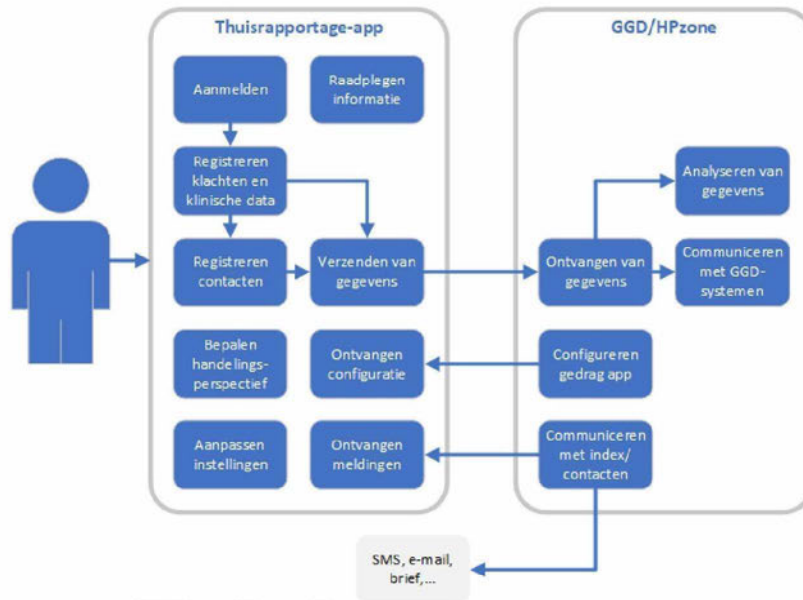 Thuisrapportage-app
GGD/HPzone
Aanmelden
Raadplegen
informatie
Registreren
klachten en
klinische data
Analyseren van
gegevens
Registreren
contacten
Verzenden van
gegevens
Ontvangen van
gegevens
Communiceren
met GGD-
systemen
Bepalen
handelings-
perspectief
Ontvangen
configuratie
Configureren
gedrag app
Aanpassen
instellingen
Ontvangen
meldingen
Communiceren
met index/
contacten
SMS, e-mail,
brief,...